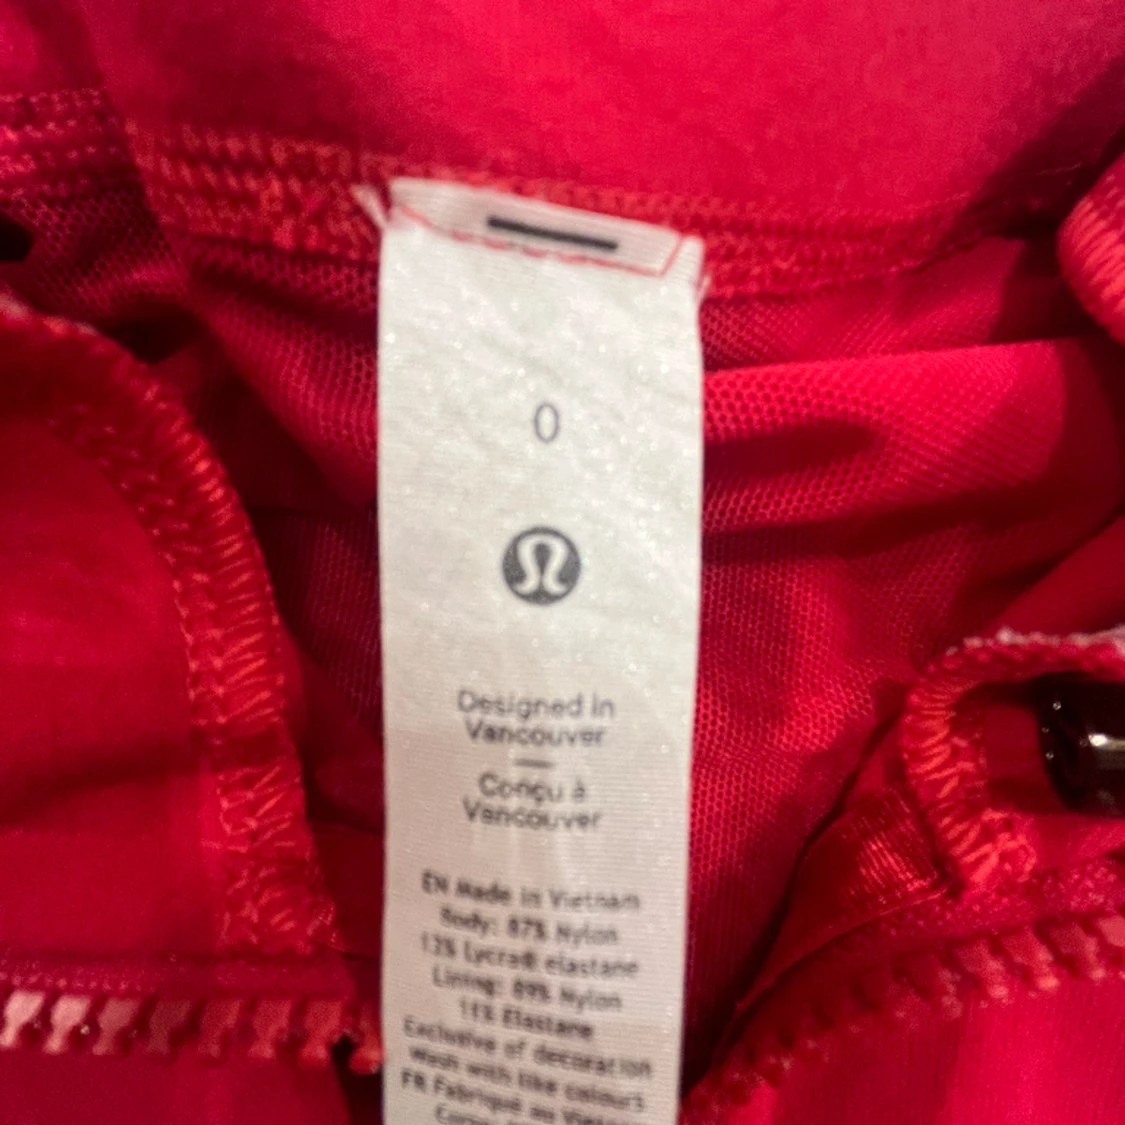 0
Designed in
Vancouver
Conçu à
Vancouver
EN Made in Vietnam
Body: 87% Nylon
13% Lycra® elastane
Lining: 89% Nylon
11% Elastane
Exclusive of decoration
Wash with like colours
FR Fabriqué au Vietnam